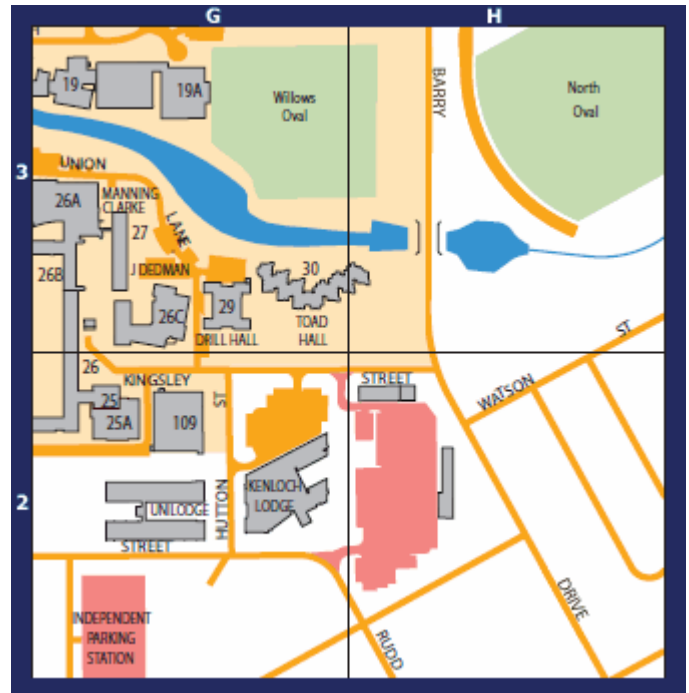 G
H
19
19A
Willows
Oval
BARRY
North
Oval
3
UNION
MANNING
CLARKE
26A
27
LANE
26B
J DEDMAN
30
26C
29
TOAD
HALL
DRILL HALL
ST
26
KINGSLEY
STREET
WATSON
25
25A
109
ST
2
KENLOCH
LODGE
UNILODGE
HUTTON
STREET
DRIVE
INDEPENDENT
PARKING
STATION
RUDD